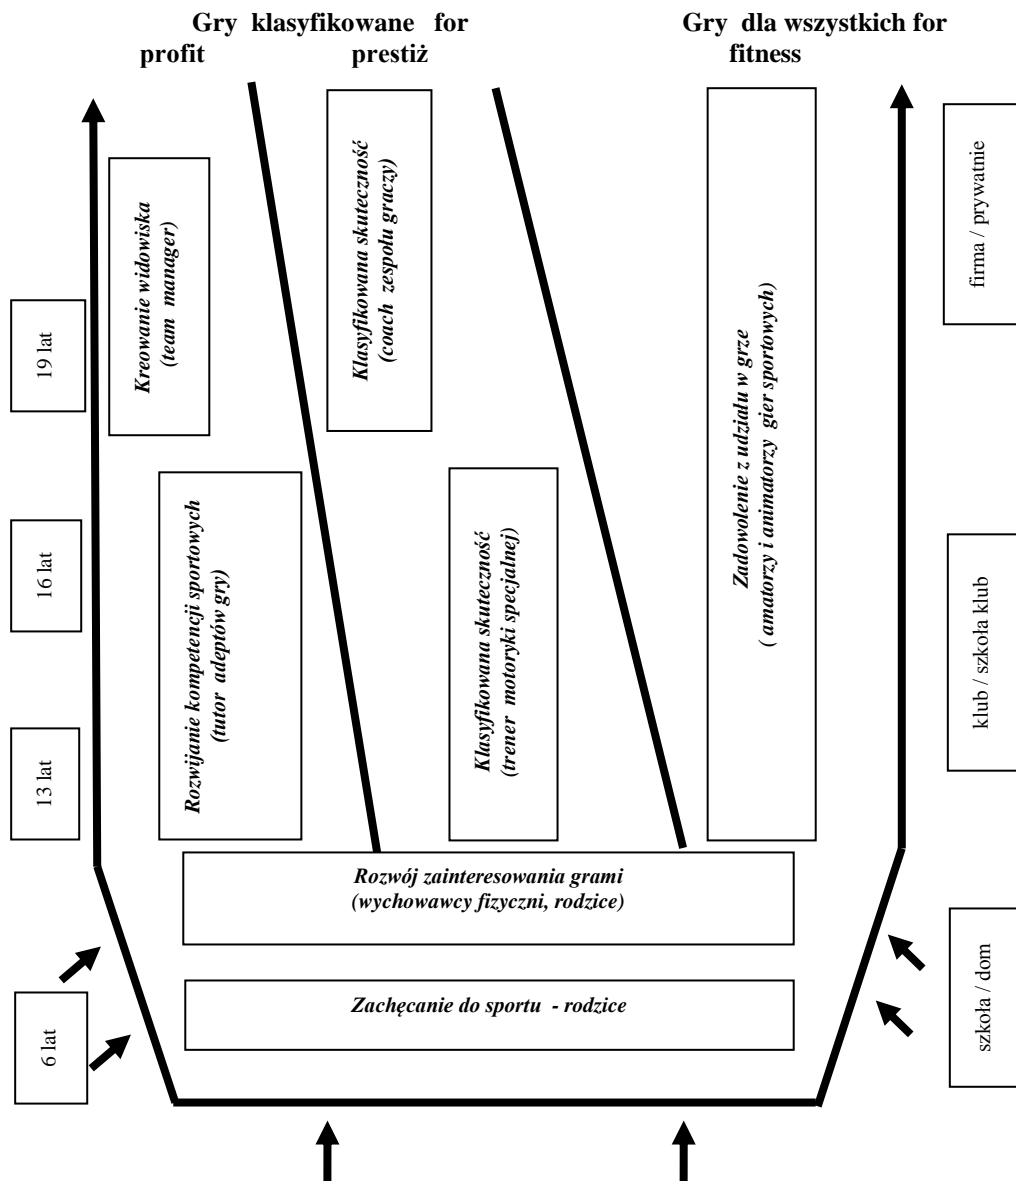 Gry klasyfikowane for
profit prestiż
Gry dla wszystkich for
fitness
19 lat
16 lat
13 lat
6 lat
Kreowanie widowiska
(team manager)
Klasyfikowana skuteczność
(coach zespołu graczy)
Rozwijanie kompetencji sportowych
(tutor adeptów gry)
Klasyfikowana skuteczność
(trener motoryki specjalnej)
Zadowolenie z udziału w grze
( amatorzy i animatorzy gier sportowych)
firma / prywatnie
klub / szkoła klub
szkoła / dom
Rozwój zainteresowania grami
(wychowawcy fizyczni, rodzice)
Zachęcanie do sportu - rodzice